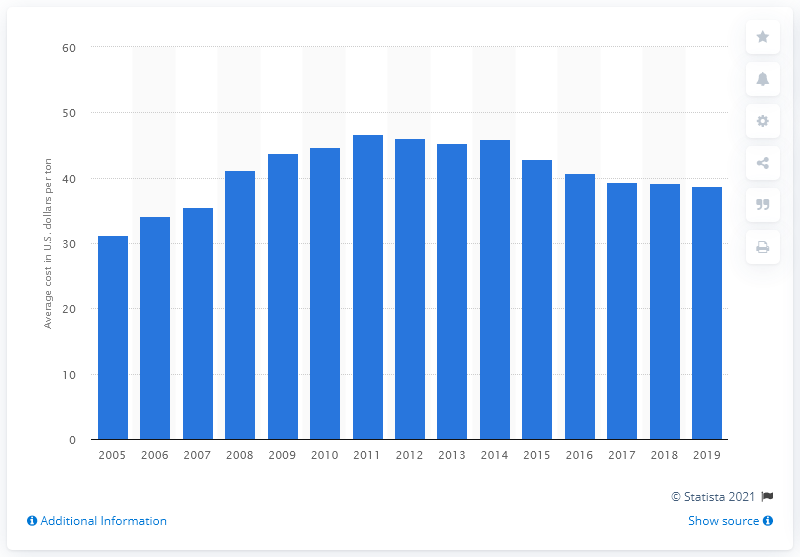 60
50
40
30
20
10
0
Average cost in U.S. dollars per ton
2005 2006 2007 2008 2009 2010 2011 2012 2013 2014 2015 2016 2017 2018 2019
© Statista 2021
Additional Information
Show source